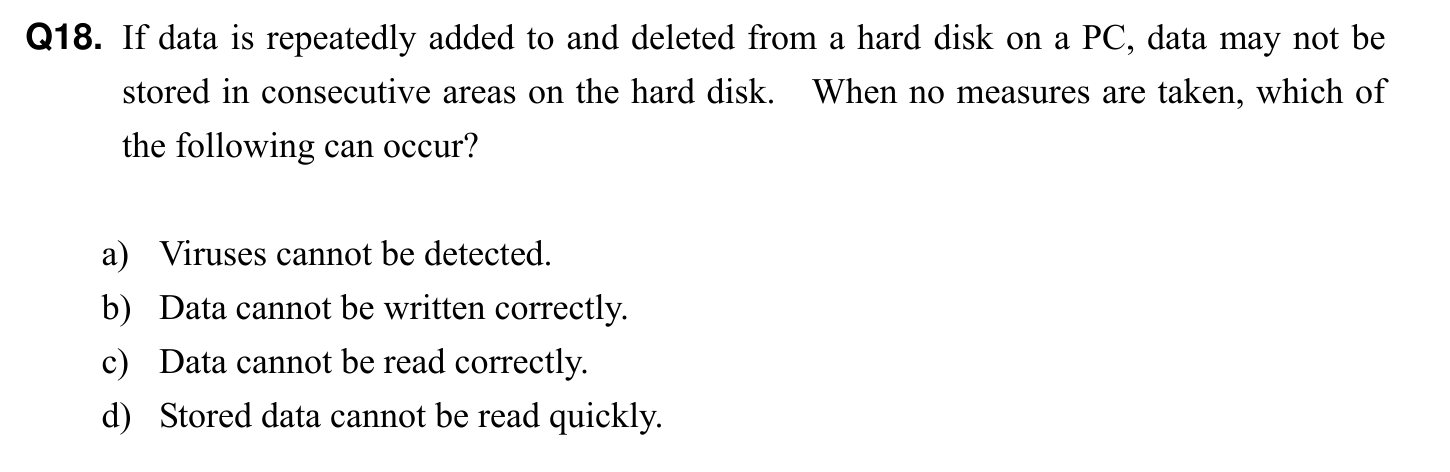 Q18. If data is repeatedly added to and deleted from a hard disk on a PC, data may not be
stored in consecutive areas on the hard disk. When no measures are taken, which of
the following can occur?
a) Viruses cannot be detected.
b) Data cannot be written correctly.
c) Data cannot be read correctly.
d) Stored data cannot be read quickly.